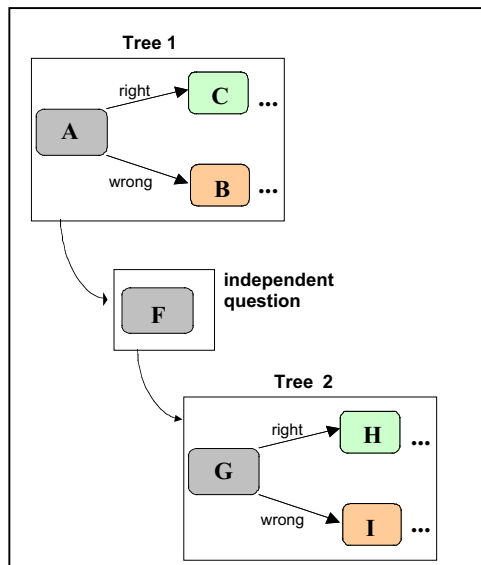 Tree 1
right
C
...
A
wrong
B
...
independent
question
F
Tree 2
right
H
...
G
wrong
I
...